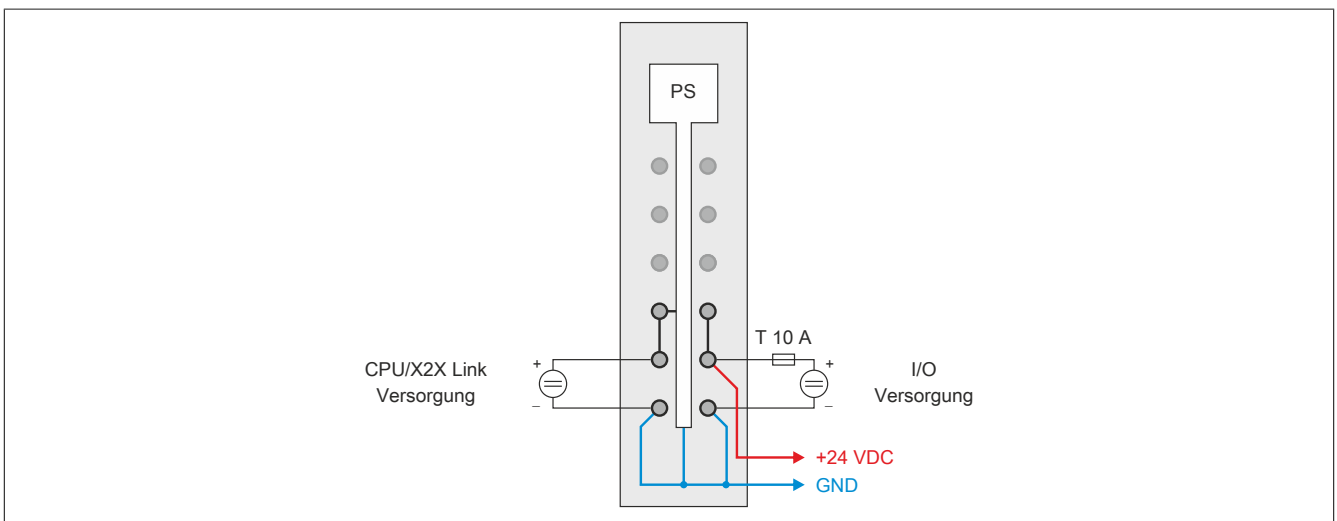 PS
T 10 A
CPU/X2X Link
Versorgung
+
–
+
–
I/O
Versorgung
+24 VDC
GND